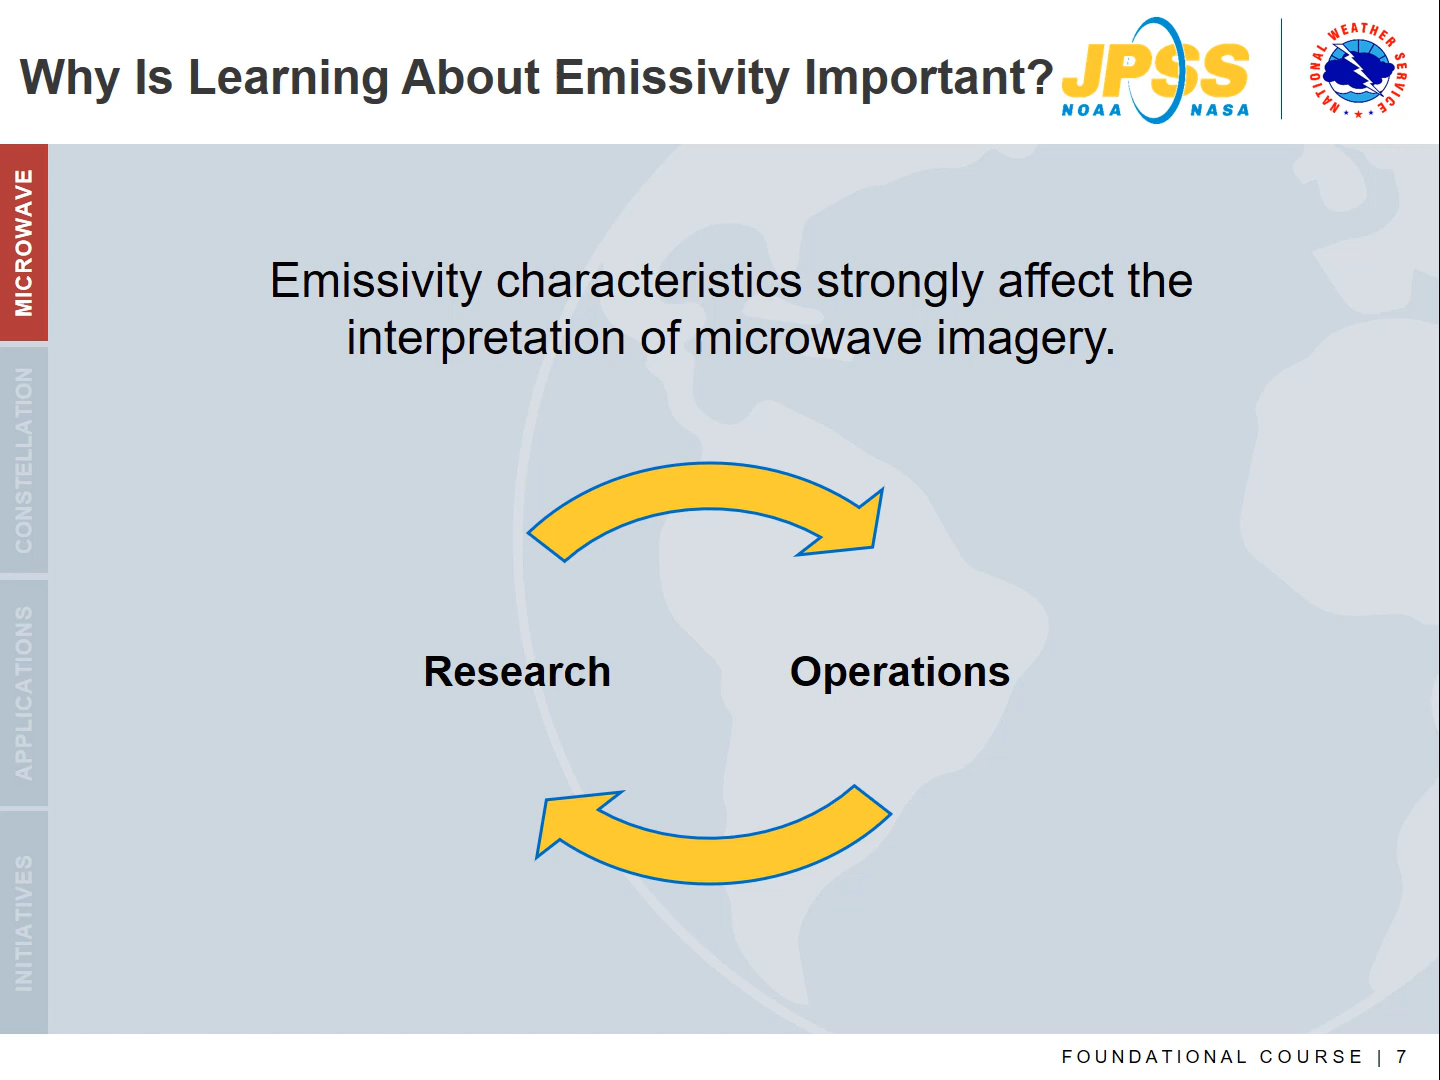 Why Is Learning About Emissivity Important?
JPSS
NOAA NASA
NATIONAL WEATHER SERVICE
MICROWAVE
CONSTELLATION
APPLICATIONS
INITIATIVES
Emissivity characteristics strongly affect the
interpretation of microwave imagery.
Research
Operations
FOUNDATIONAL COURSE | 7